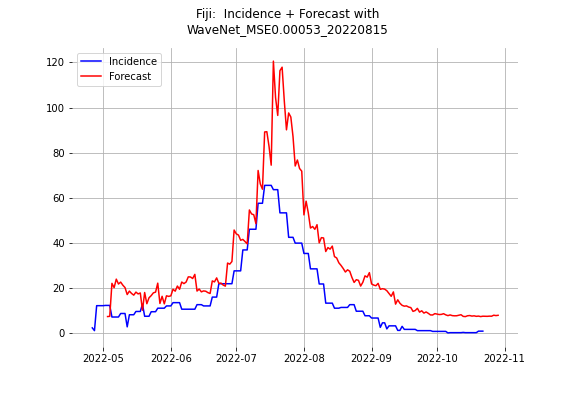 Fiji:  Incidence + Forecast with
WaveNet_MSE0.00053_20220815
Incidence
Forecast
120
100
80
60
40
20
0
2022-05 2022-06 2022-07 2022-08 2022-09 2022-10 2022-11